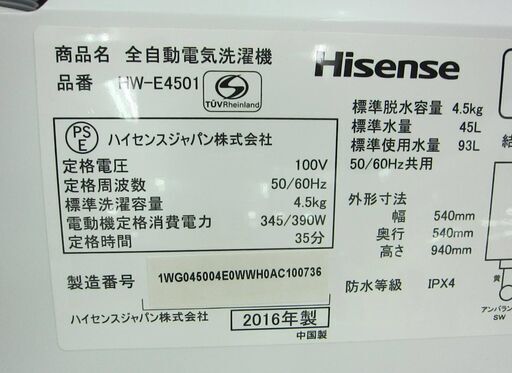 商品名 全自動電気洗濯機
品番 HW-E4501
TÜVRheinland
Hisense
PS
E
ハイセンスジャパン株式会社
定格電圧 100V
定格周波数 50/60Hz
標準洗濯容量 4.5kg
電動機定格消費電力 345/390W
定格時間 35分
製造番号 1WG045004E0WWH0AC100736
ハイセンスジャパン株式会社 2016年製
中国製
標準脱水容量 4.5kg
標準水量 45L
標準使用水量 93L
50/60Hz共用
外形寸法
幅 540mm
奥行 540mm
高さ 940mm
防水等級 IPX4
結
黄
アンバラン
SW